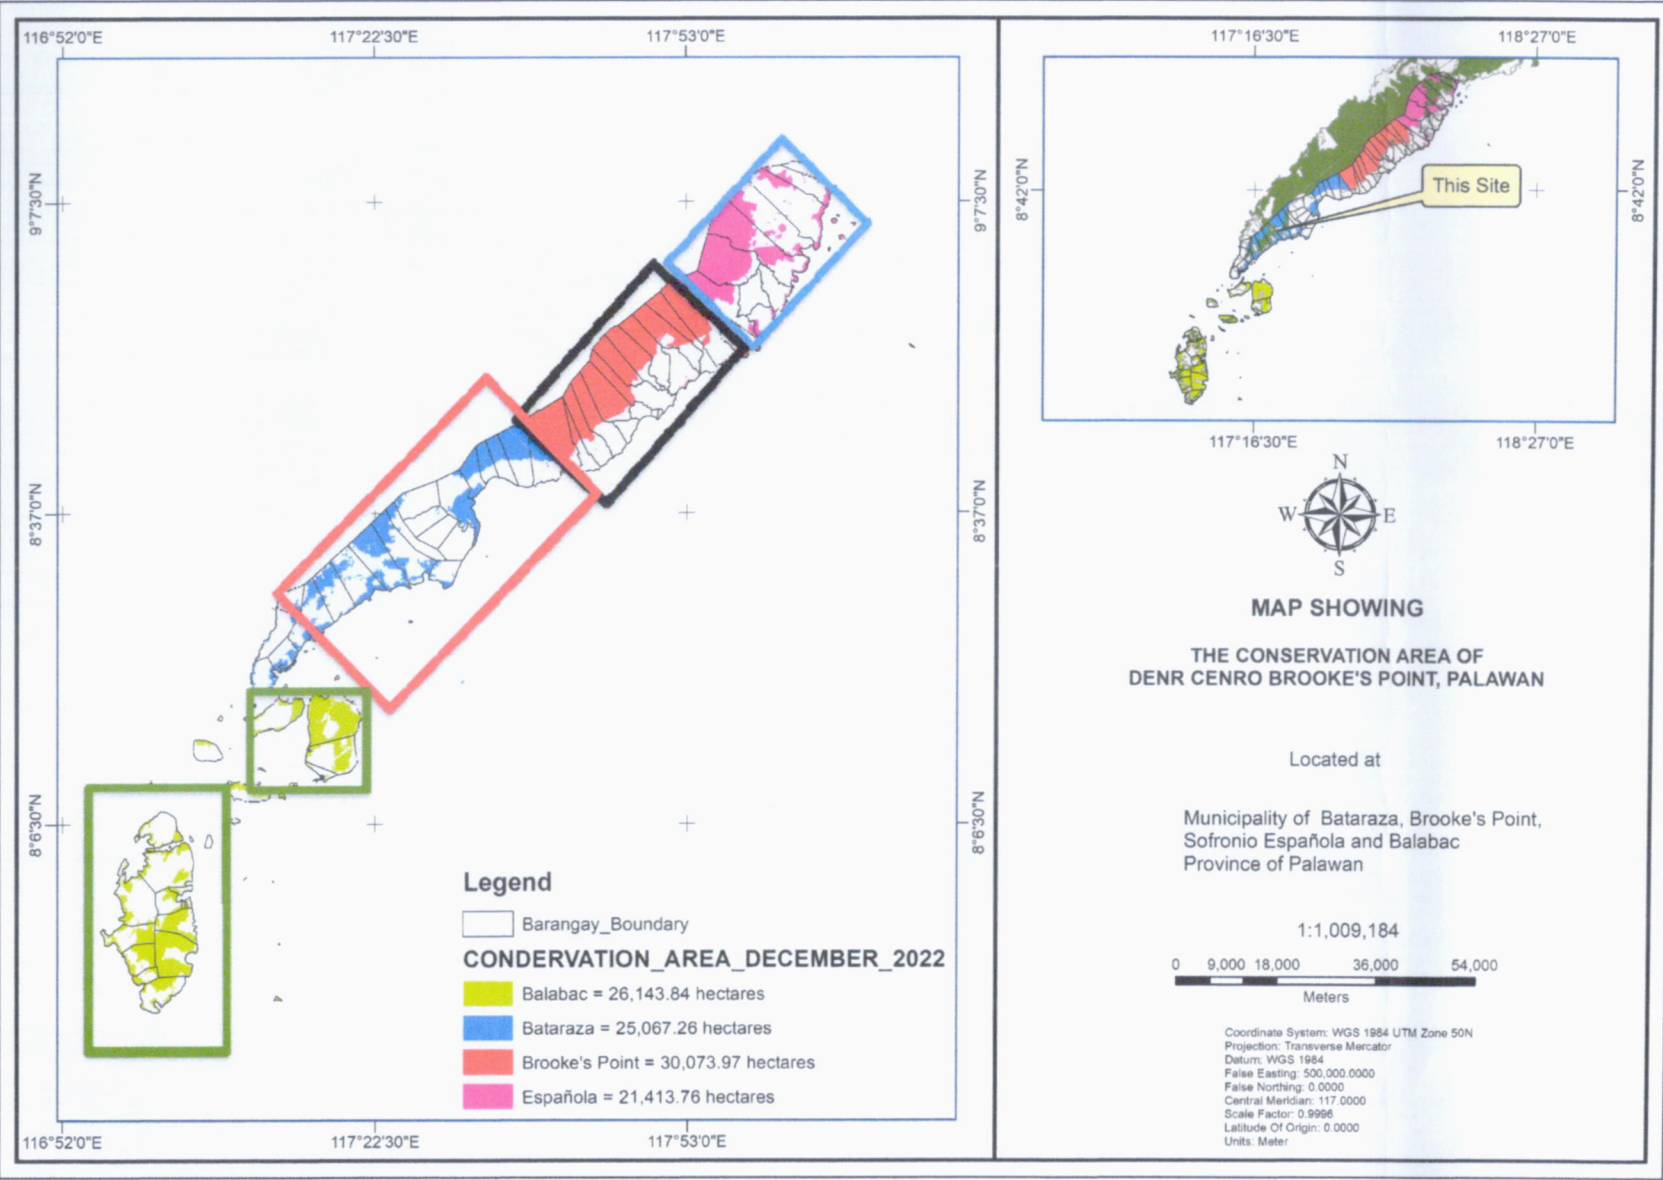 116°52'0"E 117°22'30"E 117°53'0"E
9°7'30"N
9°7'30"N
8°37'0"N
8°37'0"N
8°6'30"N
8°6'30"N
Legend
Barangay_Boundary
CONDERVATION_AREA_DECEMBER_2022
Balabac = 26,143.84 hectares
Bataraza = 25,067.26 hectares
Brooke's Point = 30,073.97 hectares
Española = 21,413.76 hectares
116°52'0"E 117°22'30"E 117°53'0"E
117°16'30"E 118°27'0"E
8°42'0"N
8°42'0"N
This Site
117°16'30"E 118°27'0"E
N
W E
S
MAP SHOWING
THE CONSERVATION AREA OF
DENR CENRO BROOKE'S POINT, PALAWAN
Located at
Municipality of Bataraza, Brooke's Point,
Sofronio Española and Balabac
Province of Palawan
1:1,009,184
0 9,000 18,000 36,000 54,000
Meters
Coordinate System: WGS 1984 UTM Zone 50N
Projection: Transverse Mercator
Datum: WGS 1984
False Easting: 500,000.0000
False Northing: 0.0000
Central Meridian: 117.0000
Scale Factor: 0.9996
Latitude Of Origin: 0.0000
Units: Meter